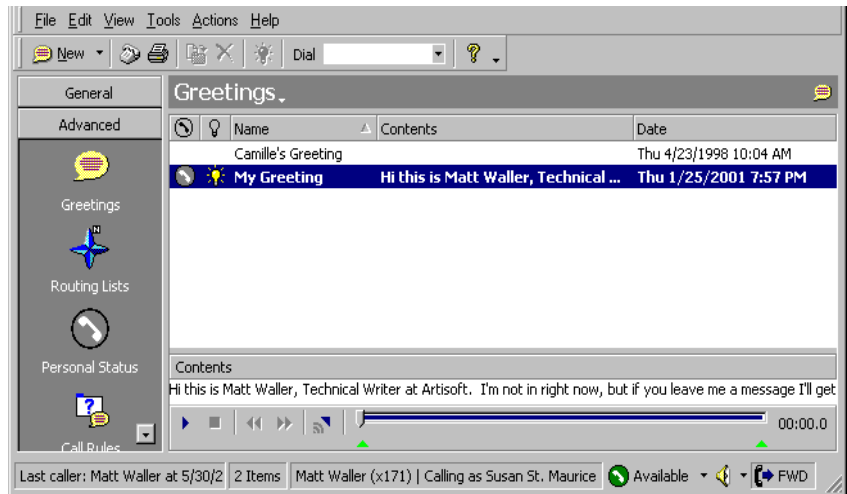 File Edit View Tools Actions Help
New Dial
General
Advanced
Greetings
Routing Lists
Personal Status
Call Rules
Greetings
Name Contents Date
Camille's Greeting Thu 4/23/1998 10:04 AM
My Greeting Hi this is Matt Waller, Technical ... Thu 1/25/2001 7:57 PM
Contents
Hi this is Matt Waller, Technical Writer at Artisoft. I'm not in right now, but if you leave me a message I'll get
00:00.0
Last caller: Matt Waller at 5/30/2 2 Items Matt Waller (x171) | Calling as Susan St. Maurice Available FWD